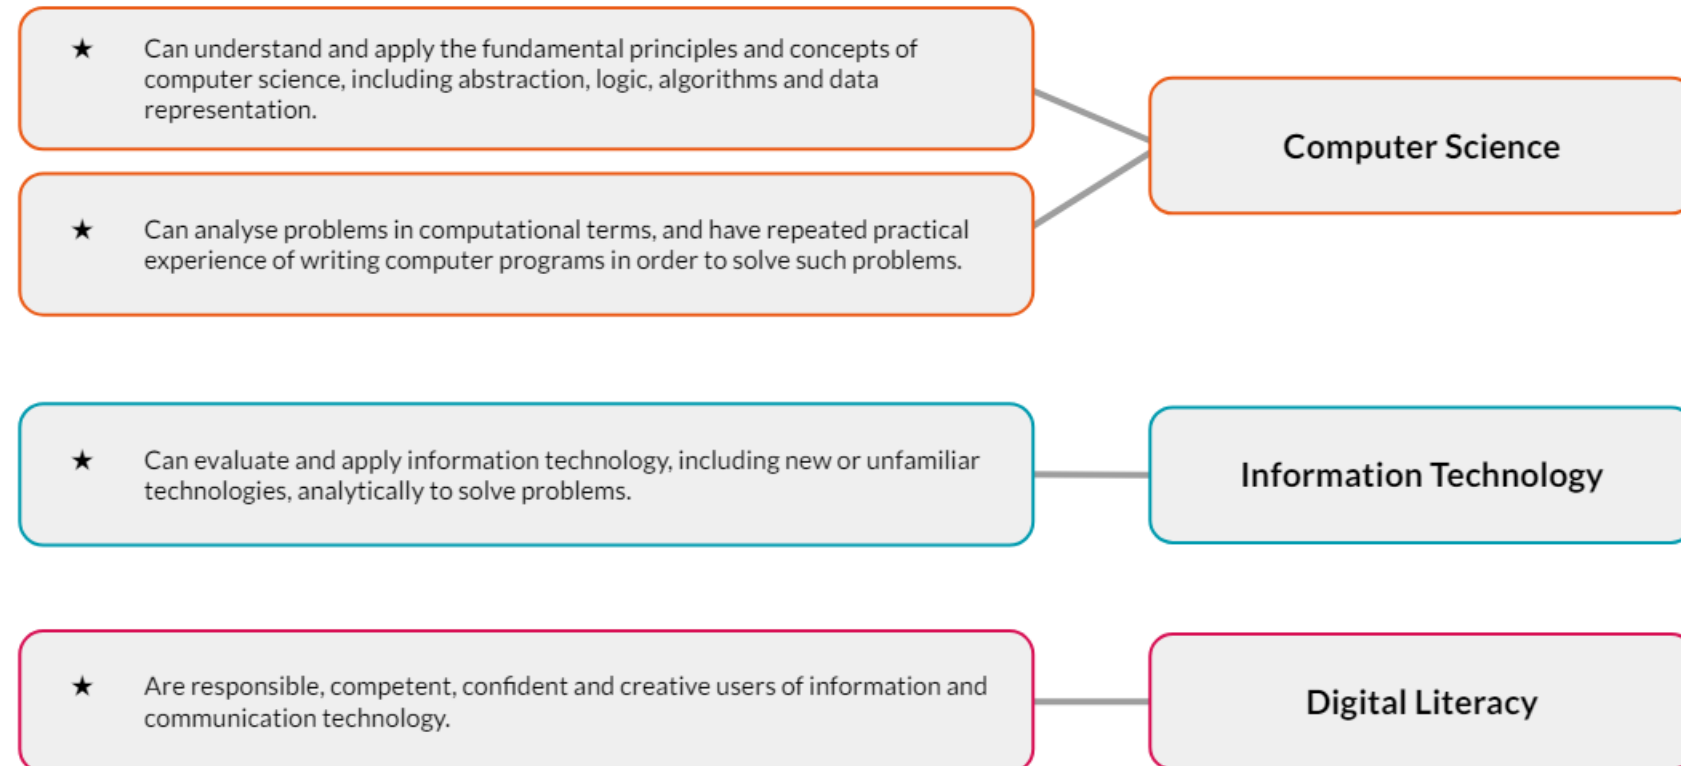 ★ Can understand and apply the fundamental principles and concepts of
computer science, including abstraction, logic, algorithms and data
representation.
Computer Science
★ Can analyse problems in computational terms, and have repeated practical
experience of writing computer programs in order to solve such problems.
★ Can evaluate and apply information technology, including new or unfamiliar
technologies, analytically to solve problems.
Information Technology
★ Are responsible, competent, confident and creative users of information and
communication technology.
Digital Literacy